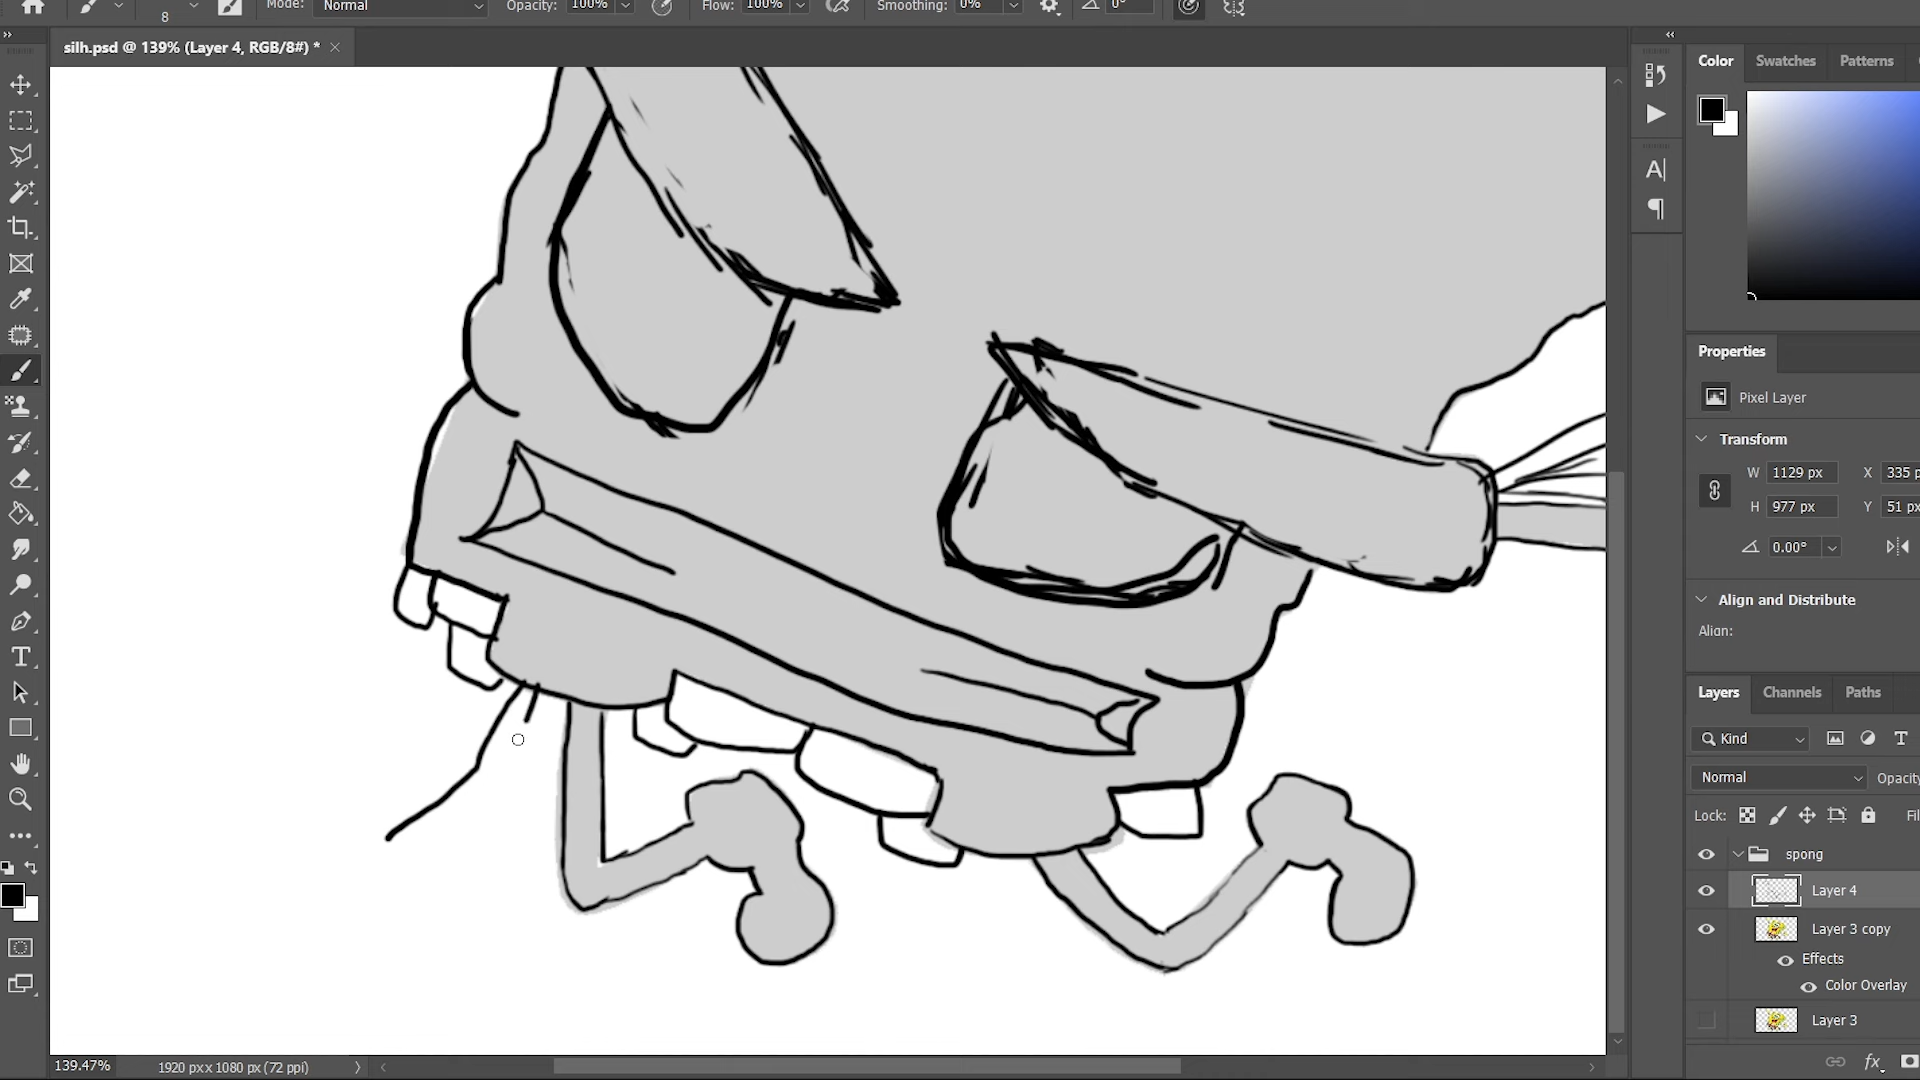 8
Mode:
Normal
Opacity:
100%
Flow:
100%
Smoothing:
0%
0°
silh.psd @ 139% (Layer 4, RGB/8#) *
Color
Swatches
Patterns
Properties
Pixel Layer
Transform
W
1129 px
X
335 p
H
977 px
Y
51 px
0.00°
Align and Distribute
Align:
Layers
Channels
Paths
Kind
Normal
Opacity
Lock:
Fil
spong
Layer 4
Layer 3 copy
Effects
Color Overlay
Layer 3
fx
139.47%
1920 px x 1080 px (72 ppi)